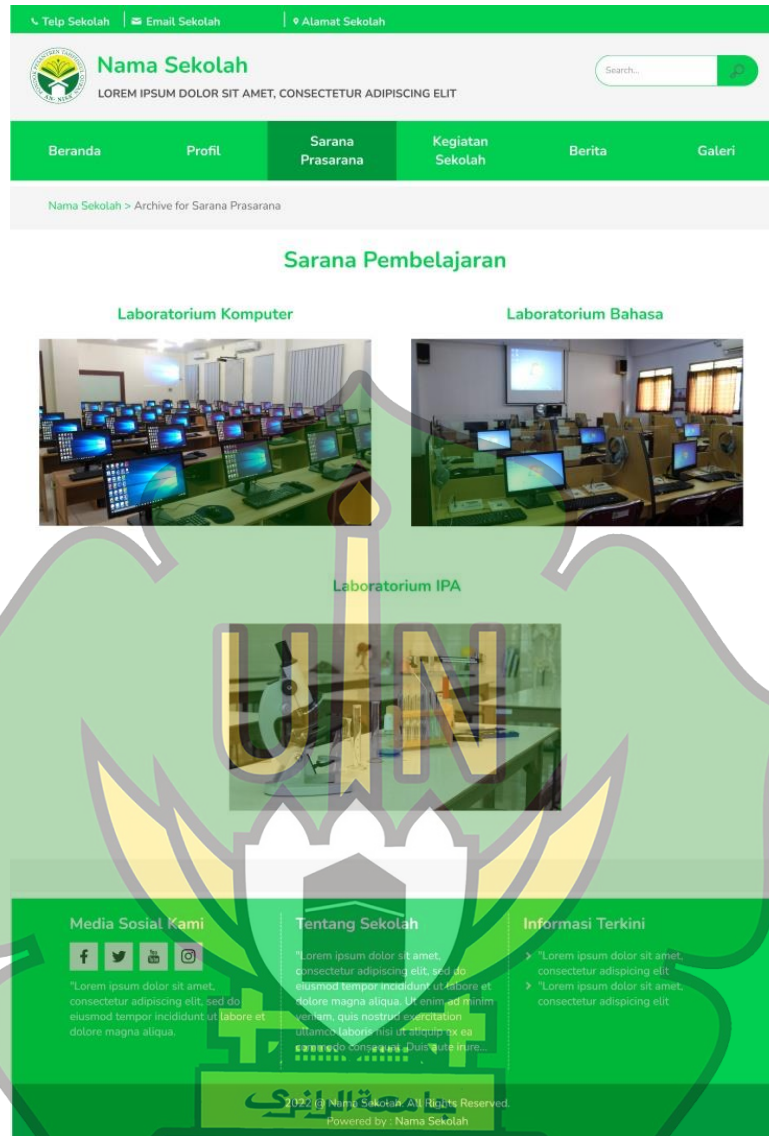 Telp Sekolah
Email Sekolah
Alamat Sekolah
Nama Sekolah
LOREM IPSUM DOLOR SIT AMET, CONSECTETUR ADIPISCING ELIT
Search...
Beranda
Profil
Sarana
Prasarana
Kegiatan
Sekolah
Berita
Galeri
Nama Sekolah > Archive for Sarana Prasarana
Sarana Pembelajaran
Laboratorium Komputer
Laboratorium Bahasa
Laboratorium IPA
UIN
Media Sosial Kami
"Lorem ipsum dolor sit amet,
consectetur adipiscing elit, sed do
eiusmod tempor incididunt ut labore et
dolore magna aliqua.
Tentang Sekolah
"Lorem ipsum dolor sit amet,
consectetur adipiscing elit, sed do
eiusmod tempor incididunt ut labore et
dolore magna aliqua. Ut enim ad minim
veniam, quis nostrud exercitation
ullamco laboris nisi ut aliquip ex ea
commodo consequat. Duis aute irure...
Informasi Terkini
> "Lorem ipsum dolor sit amet,
consectetur adispicing elit
> "Lorem ipsum dolor sit amet,
consectetur adispicing elit
جامعة الرانري
2022 @ Nama Sekolah. All Rights Reserved.
Powered by : Nama Sekolah